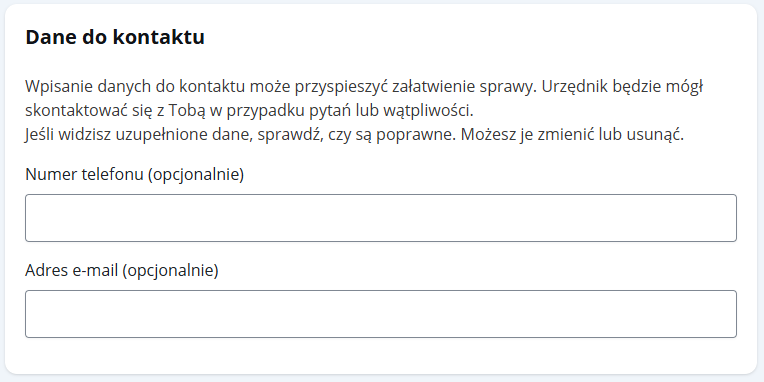 Dane do kontaktu
Wpisanie danych do kontaktu może przyspieszyć załatwienie sprawy. Urzędnik będzie mógł
skontaktować się z Tobą w przypadku pytań lub wątpliwości.
Jeśli widzisz uzupełnione dane, sprawdź, czy są poprawne. Możesz je zmienić lub usunąć.
Numer telefonu (opcjonalnie)
Adres e-mail (opcjonalnie)